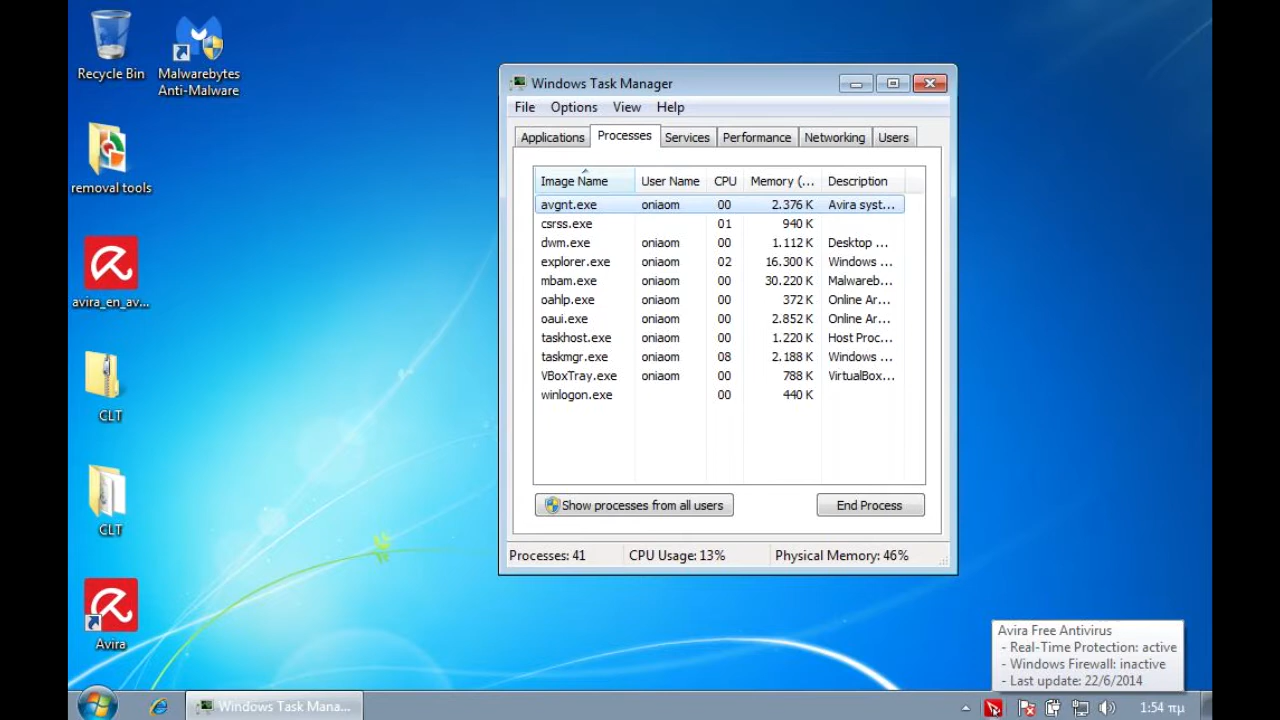 Recycle Bin
Malwarebytes
Anti-Malware
removal tools
avira_en_av...
CLT
CLT
Avira
Windows Task Manager
File Options View Help
Applications Processes Services Performance Networking Users
Image Name User Name CPU Memory (... Description
avgnt.exe oniaom 00 2.376 K Avira syst...
csrss.exe 01 940 K
dwm.exe oniaom 00 1.112 K Desktop ...
explorer.exe oniaom 02 16.300 K Windows ...
mbam.exe oniaom 00 30.220 K Malwareb...
oahlp.exe oniaom 00 372 K Online Ar...
oaui.exe oniaom 00 2.852 K Online Ar...
taskhost.exe oniaom 00 1.220 K Host Proc...
taskmgr.exe oniaom 08 2.188 K Windows ...
VBoxTray.exe oniaom 00 788 K VirtualBox...
winlogon.exe 00 440 K
Show processes from all users End Process
Processes: 41 CPU Usage: 13% Physical Memory: 46%
Avira Free Antivirus
- Real-Time Protection: active
- Windows Firewall: inactive
- Last update: 22/6/2014
Windows Task Mana...
1:54 πμ